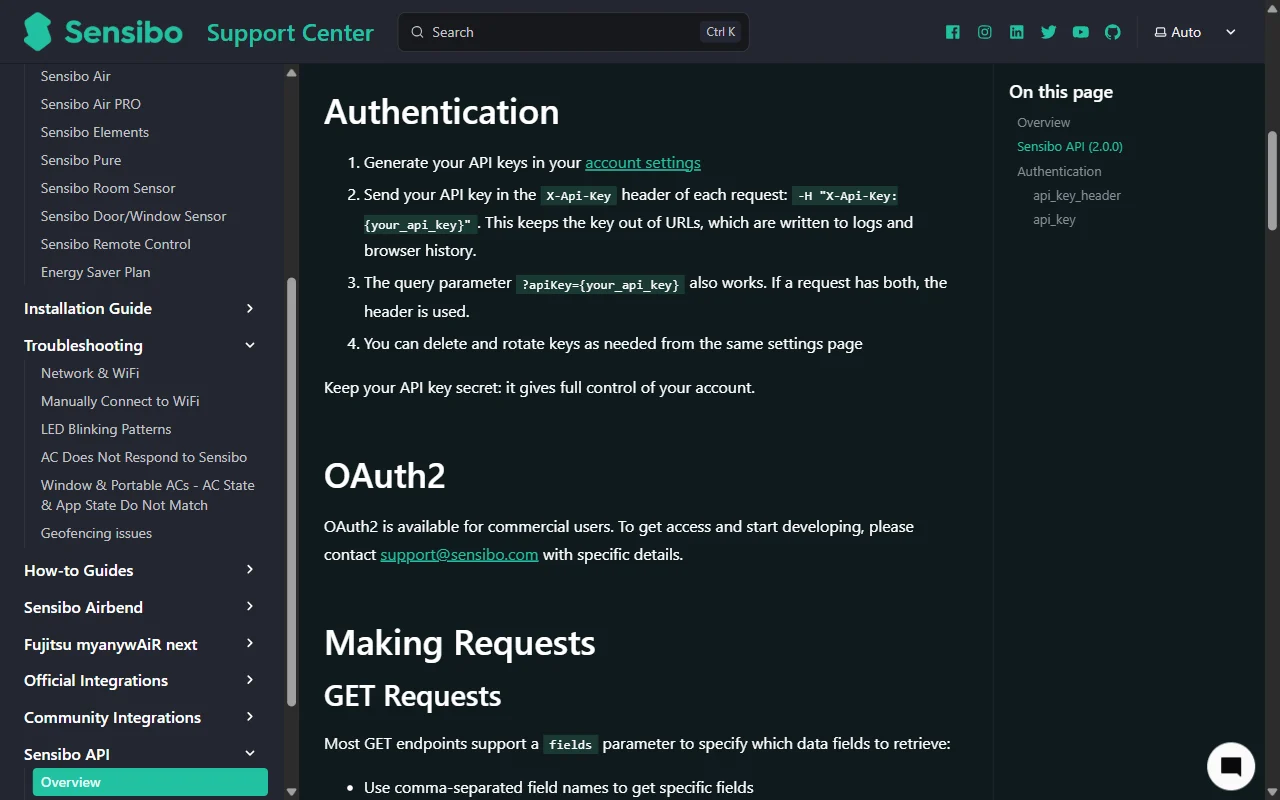 Sensibo Support Center
Search
Ctrl K
Auto
Sensibo Air
Sensibo Air PRO
Sensibo Elements
Sensibo Pure
Sensibo Room Sensor
Sensibo Door/Window Sensor
Sensibo Remote Control
Energy Saver Plan
Installation Guide
Troubleshooting
Network & WiFi
Manually Connect to WiFi
LED Blinking Patterns
AC Does Not Respond to Sensibo
Window & Portable ACs - AC State
& App State Do Not Match
Geofencing issues
How-to Guides
Sensibo Airbend
Fujitsu myanywAiR next
Official Integrations
Community Integrations
Sensibo API
Overview
Authentication
1. Generate your API keys in your account settings
2. Send your API key in the X-Api-Key header of each request: -H "X-Api-Key:
{your_api_key}" . This keeps the key out of URLs, which are written to logs and
browser history.
3. The query parameter ?apiKey={your_api_key} also works. If a request has both, the
header is used.
4. You can delete and rotate keys as needed from the same settings page
Keep your API key secret: it gives full control of your account.
OAuth2
OAuth2 is available for commercial users. To get access and start developing, please
contact support@sensibo.com with specific details.
Making Requests
GET Requests
Most GET endpoints support a fields parameter to specify which data fields to retrieve:
• Use comma-separated field names to get specific fields
On this page
Overview
Sensibo API (2.0.0)
Authentication
api_key_header
api_key